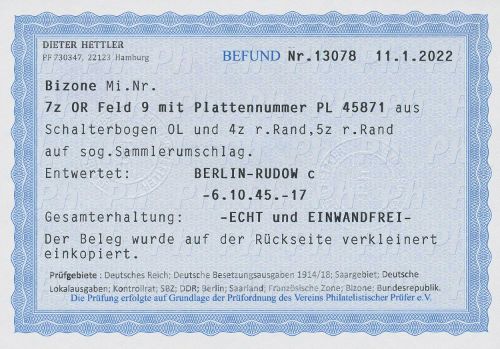 DIETER HETTLER
PF 730347, 22123 Hamburg
BEFUND Nr.13078 11.1.2022
Bizone Mi.Nr.
7z OR Feld 9 mit Plattennummer PL 45871 aus
Schalterbogen OL und 4z r.Rand,5z r.Rand
auf sog.Sammlerumschlag.
Entwertet: BERLIN-RUDOW c
-6.10.45.-17
Gesamterhaltung: -ECHT und EINWANDFREI-
Der Beleg wurde auf der Rückseite verkleinert
einkopiert.
Prüfgebiete : Deutsches Reich; Deutsche Besetzungsausgaben 1914/18; Saargebiet; Deutsche
Lokalausgaben; Kontrollrat; SBZ; DDR; Berlin; Saarland; Französische Zone; Bizone; Bundesrepublik.
Die Prüfung erfolgte auf Grundlage der Prüfordnung des Vereins Philatelistischer Prüfer e.V.